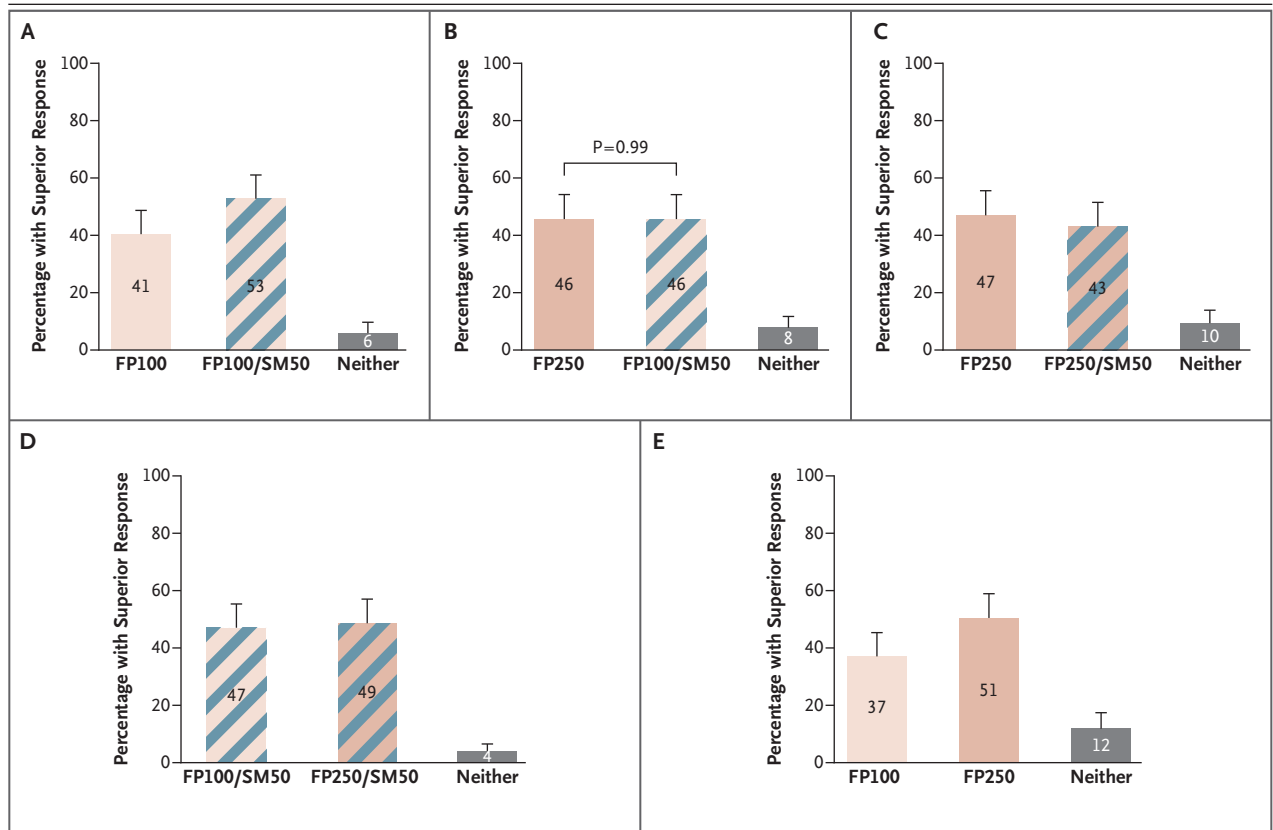 A
Percentage with Superior Response
100
80
60
40
20
0
41
53
6
FP100
FP100/SM50
Neither
B
Percentage with Superior Response
100
80
60
40
20
0
P=0.99
46
46
8
FP250
FP100/SM50
Neither
C
Percentage with Superior Response
100
80
60
40
20
0
47
43
10
FP250
FP250/SM50
Neither
D
Percentage with Superior Response
100
80
60
40
20
0
47
49
4
FP100/SM50
FP250/SM50
Neither
E
Percentage with Superior Response
100
80
60
40
20
0
37
51
12
FP100
FP250
Neither